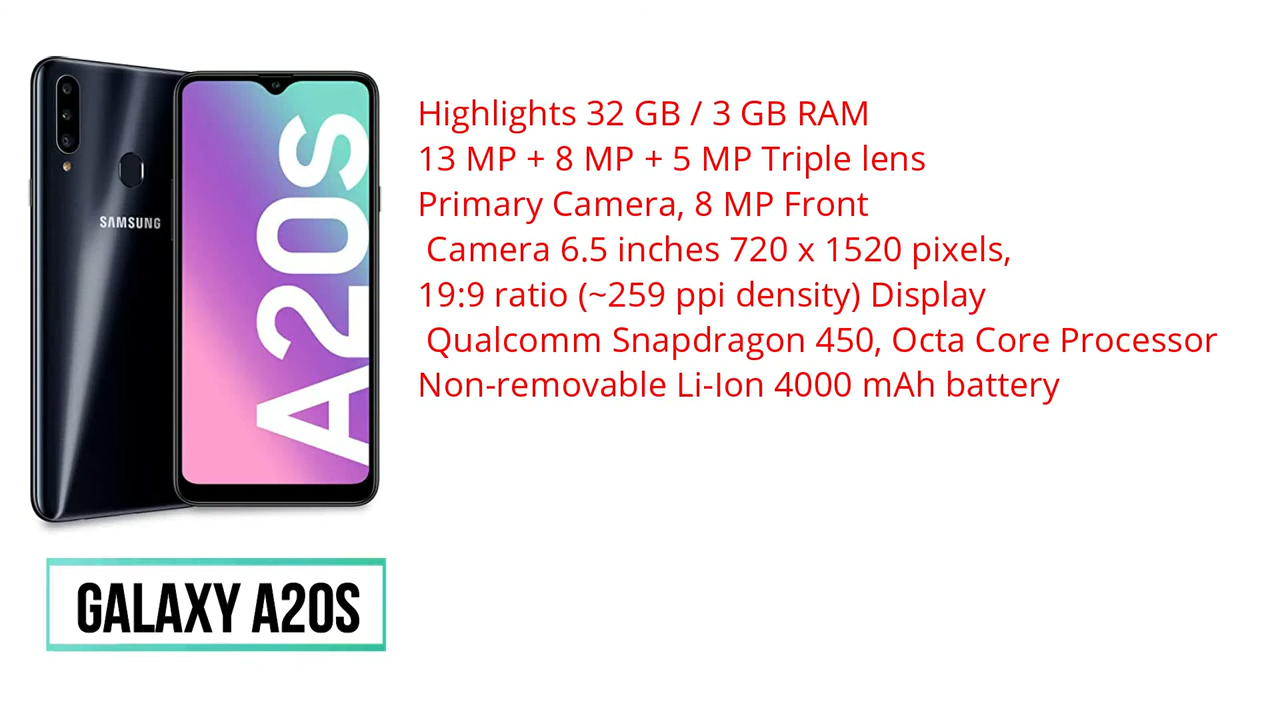 SAMSUNG
A20s
Highlights 32 GB / 3 GB RAM
13 MP + 8 MP + 5 MP Triple lens
Primary Camera, 8 MP Front
Camera 6.5 inches 720 x 1520 pixels,
19:9 ratio (~259 ppi density) Display
Qualcomm Snapdragon 450, Octa Core Processor
Non-removable Li-Ion 4000 mAh battery
GALAXY A20S